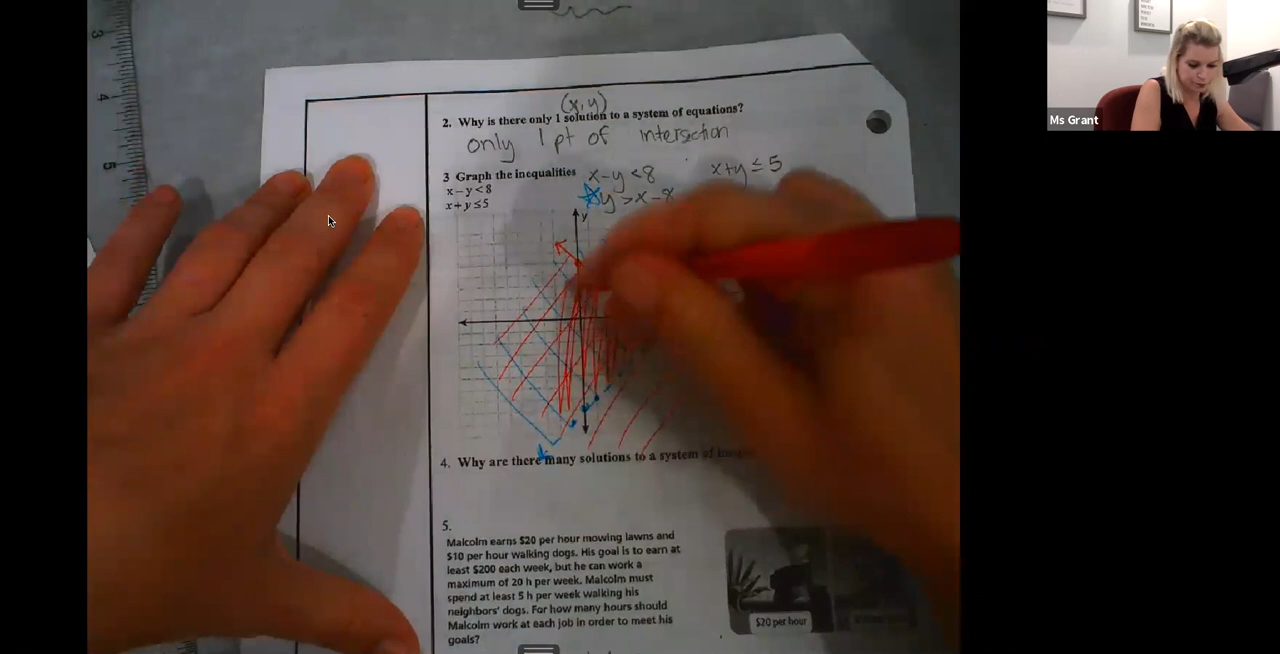 3
4
5
(x,y)
2. Why is there only 1 solution to a system of equations?
only 1 pt of intersection
3 Graph the inequalities
x-y<8
x+y≤5
x-y<8
y>x-8
x+y≤5
y
4. Why are there many solutions to a system of
5.
Malcolm earns $20 per hour mowing lawns and
$10 per hour walking dogs. His goal is to earn at
least $200 each week, but he can work a
maximum of 20 h per week. Malcolm must
spend at least 5 h per week walking his
neighbors' dogs. For how many hours should
Malcolm work at each job in order to meet his
goals?
$20 per hour
Ms Grant